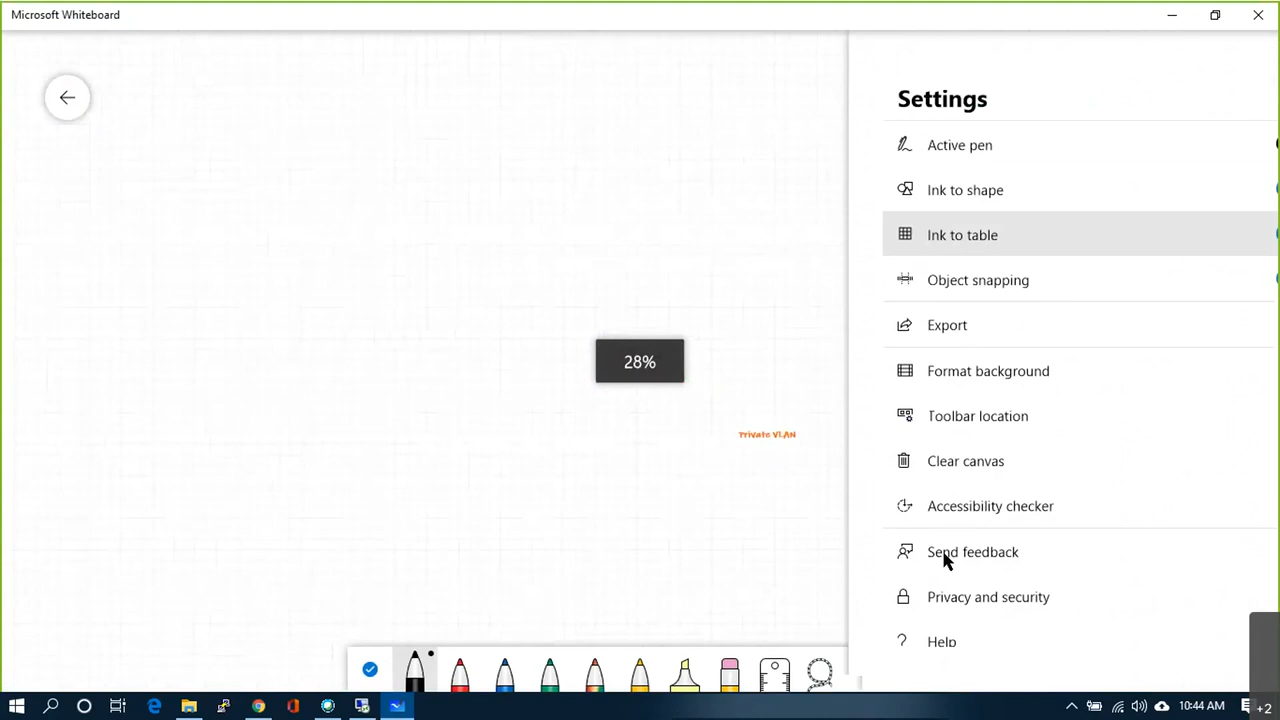 Microsoft Whiteboard
Settings
Active pen
Ink to shape
Ink to table
Object snapping
Export
28%
Format background
Toolbar location
Private VLAN
Clear canvas
Accessibility checker
Send feedback
Privacy and security
Help
10:44 AM
+2